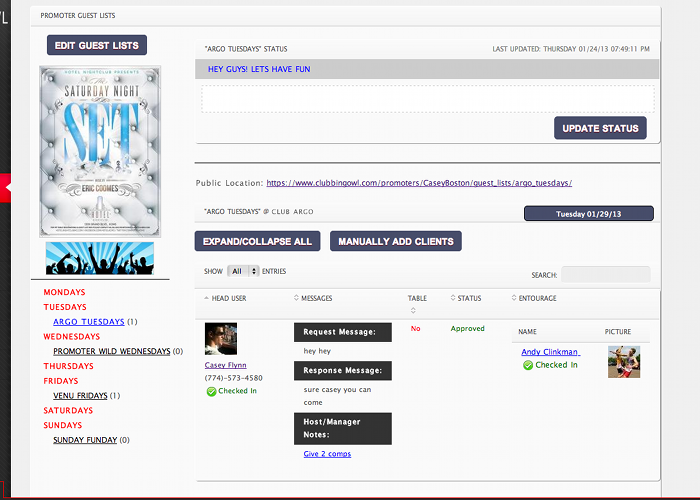 PROMOTER GUEST LISTS
EDIT GUEST LISTS
HOTEL NIGHTCLUB PRESENTS
The
SATURDAY NIGHT
SET
ERIC COOMES
HOTEL
MONDAYS
TUESDAYS
ARGO TUESDAYS (1)
WEDNESDAYS
PROMOTER WILD WEDNESDAYS (0)
THURSDAYS
FRIDAYS
VENU FRIDAYS (1)
SATURDAYS
SUNDAYS
SUNDAY FUNDAY (0)
"ARGO TUESDAYS" STATUS
LAST UPDATED: THURSDAY 01/24/13 07:49:11 PM
HEY GUYS! LETS HAVE FUN
UPDATE STATUS
Public Location: https://www.clubbingowl.com/promoters/CaseyBoston/guest_lists/argo_tuesdays/
"ARGO TUESDAYS" @ CLUB ARGO
Tuesday 01/29/13
EXPAND/COLLAPSE ALL
MANUALLY ADD CLIENTS
SHOW All ENTRIES
SEARCH:
HEAD USER
MESSAGES
TABLE
STATUS
ENTOURAGE
Casey Flynn
(774)-573-4580
Checked In
Request Message:
hey hey
Response Message:
sure casey you can
come
Host/Manager
Notes:
Give 2 comps
No
Approved
NAME
PICTURE
Andy Clinkman
Checked In